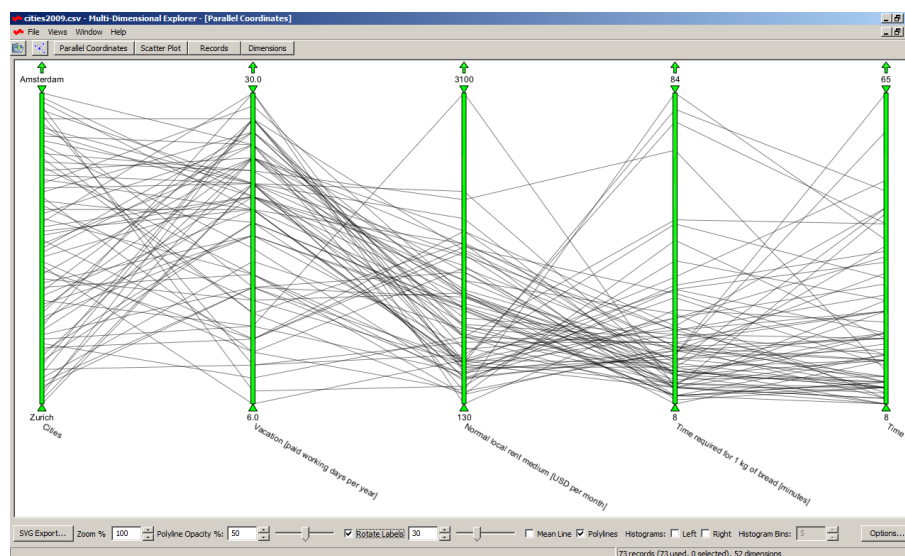 cities2009.csv - Multi-Dimensional Explorer - [Parallel Coordinates]
File Views Window Help
Parallel Coordinates Scatter Plot Records Dimensions
Amsterdam 30.0 3100 84 65
Zurich 6.0 130 8 8
Cities
Vacation [paid working days per year]
Normal local rent medium [USD per month]
Time required for 1 kg of bread [minutes]
Time
SVG Export... Zoom % 100 Polyline Opacity %: 50 Rotate Labels 30 Mean Line Polylines Histograms: Left Right Histogram Bins: 5 Options...
73 records (73 used, 0 selected), 52 dimensions